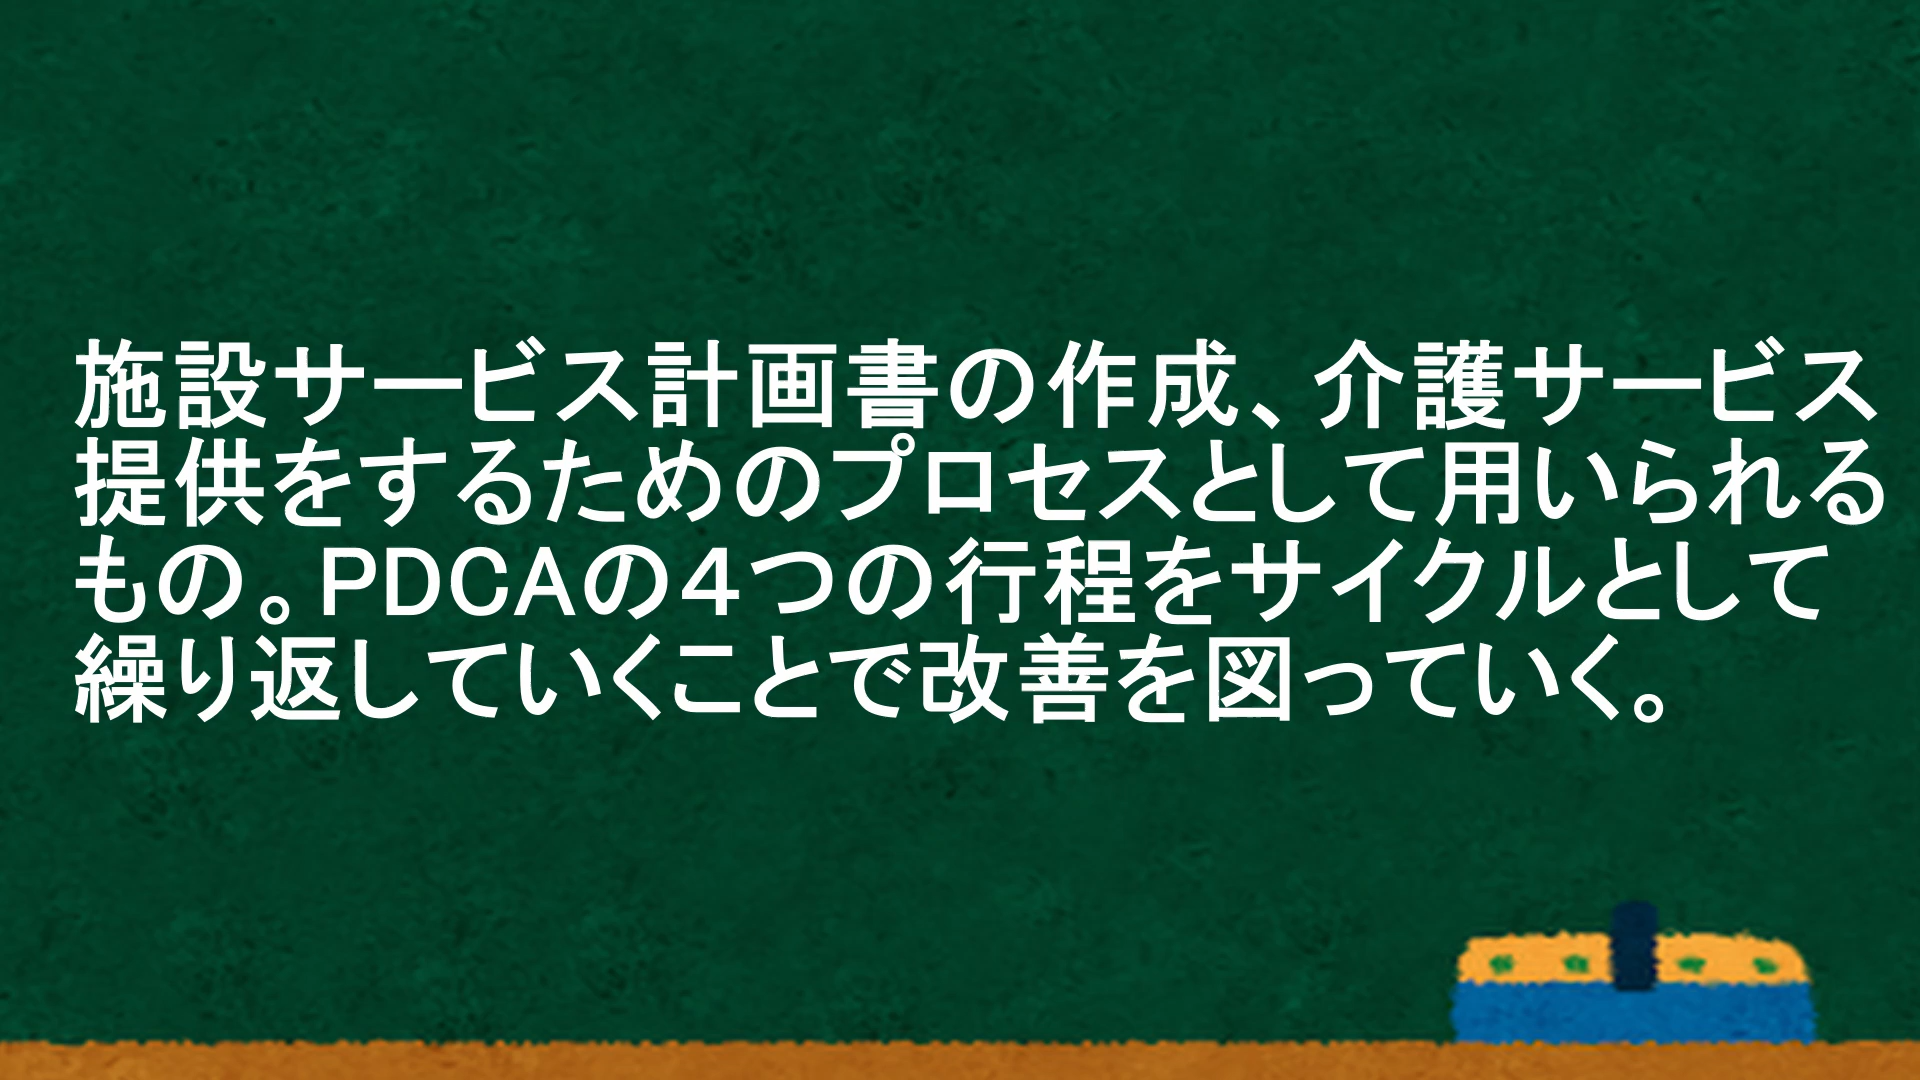 施設サービス計画書の作成、介護サービス
提供をするためのプロセスとして用いられる
もの。PDCAの４つの行程をサイクルとして
繰り返していくことで改善を図っていく。